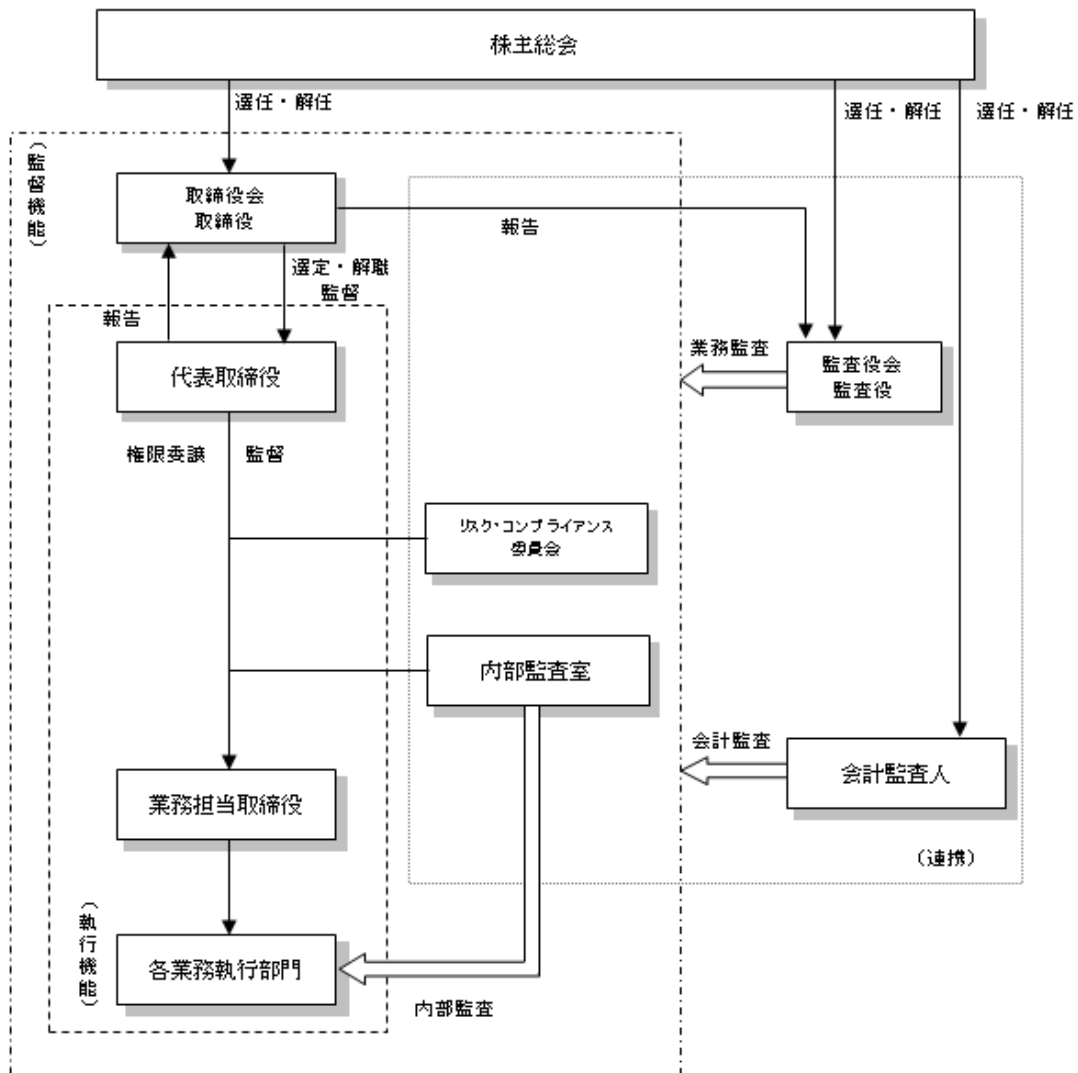 株主総会
選任・解任
選任・解任
選任・解任
(監督機能)
取締役会
取締役
報告
選定・解職
監督
報告
代表取締役
業務監査
監査役会
監査役
権限委譲
監督
リスク・コンプライアンス
委員会
内部監査室
会計監査
会計監査人
業務担当取締役
(連携)
(執行機能)
各業務執行部門
内部監査